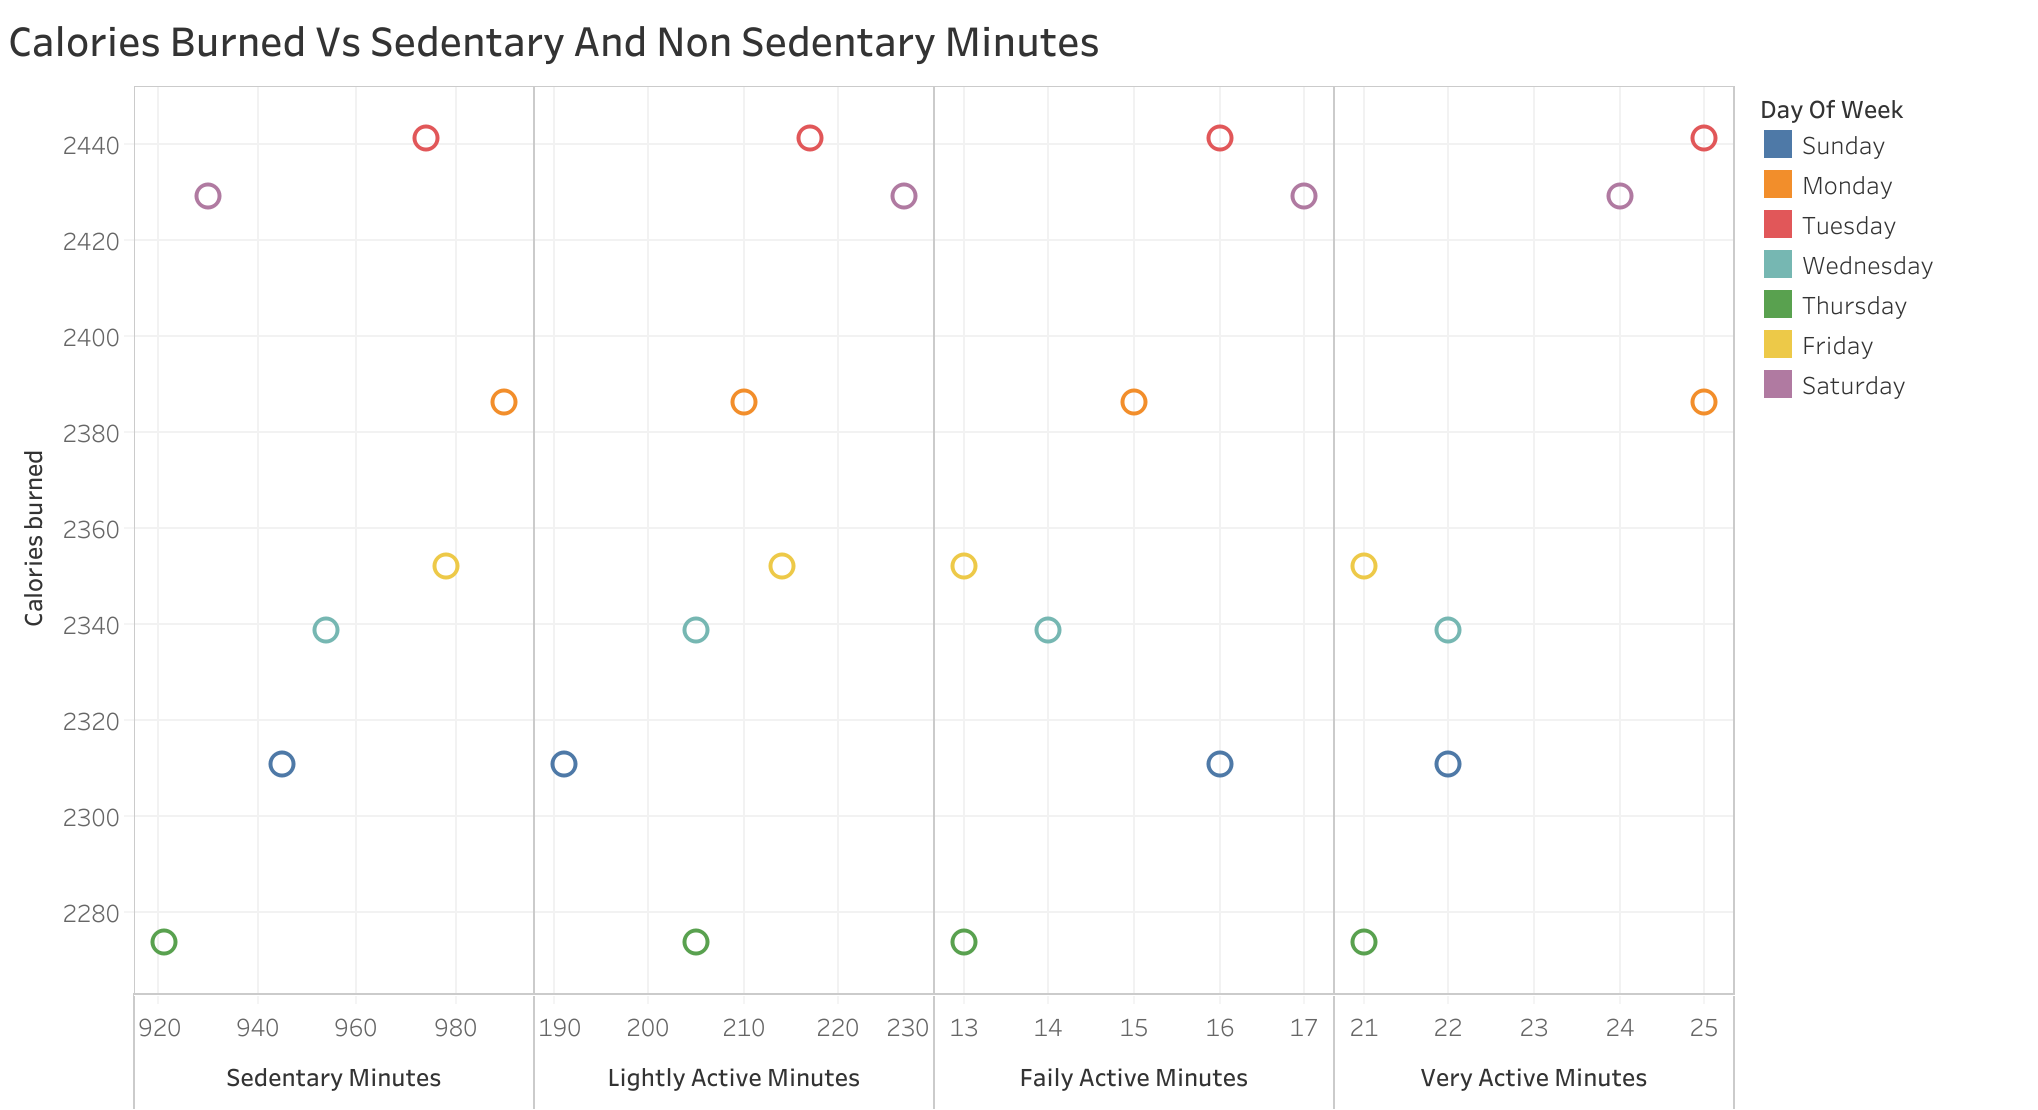 Calories Burned Vs Sedentary And Non Sedentary Minutes
Day Of Week
Sunday
Monday
Tuesday
Wednesday
Thursday
Friday
Saturday
Calories burned
2440
2420
2400
2380
2360
2340
2320
2300
2280
920 940 960 980 190 200 210 220 230 13 14 15 16 17 21 22 23 24 25
Sedentary Minutes Lightly Active Minutes Faily Active Minutes Very Active Minutes